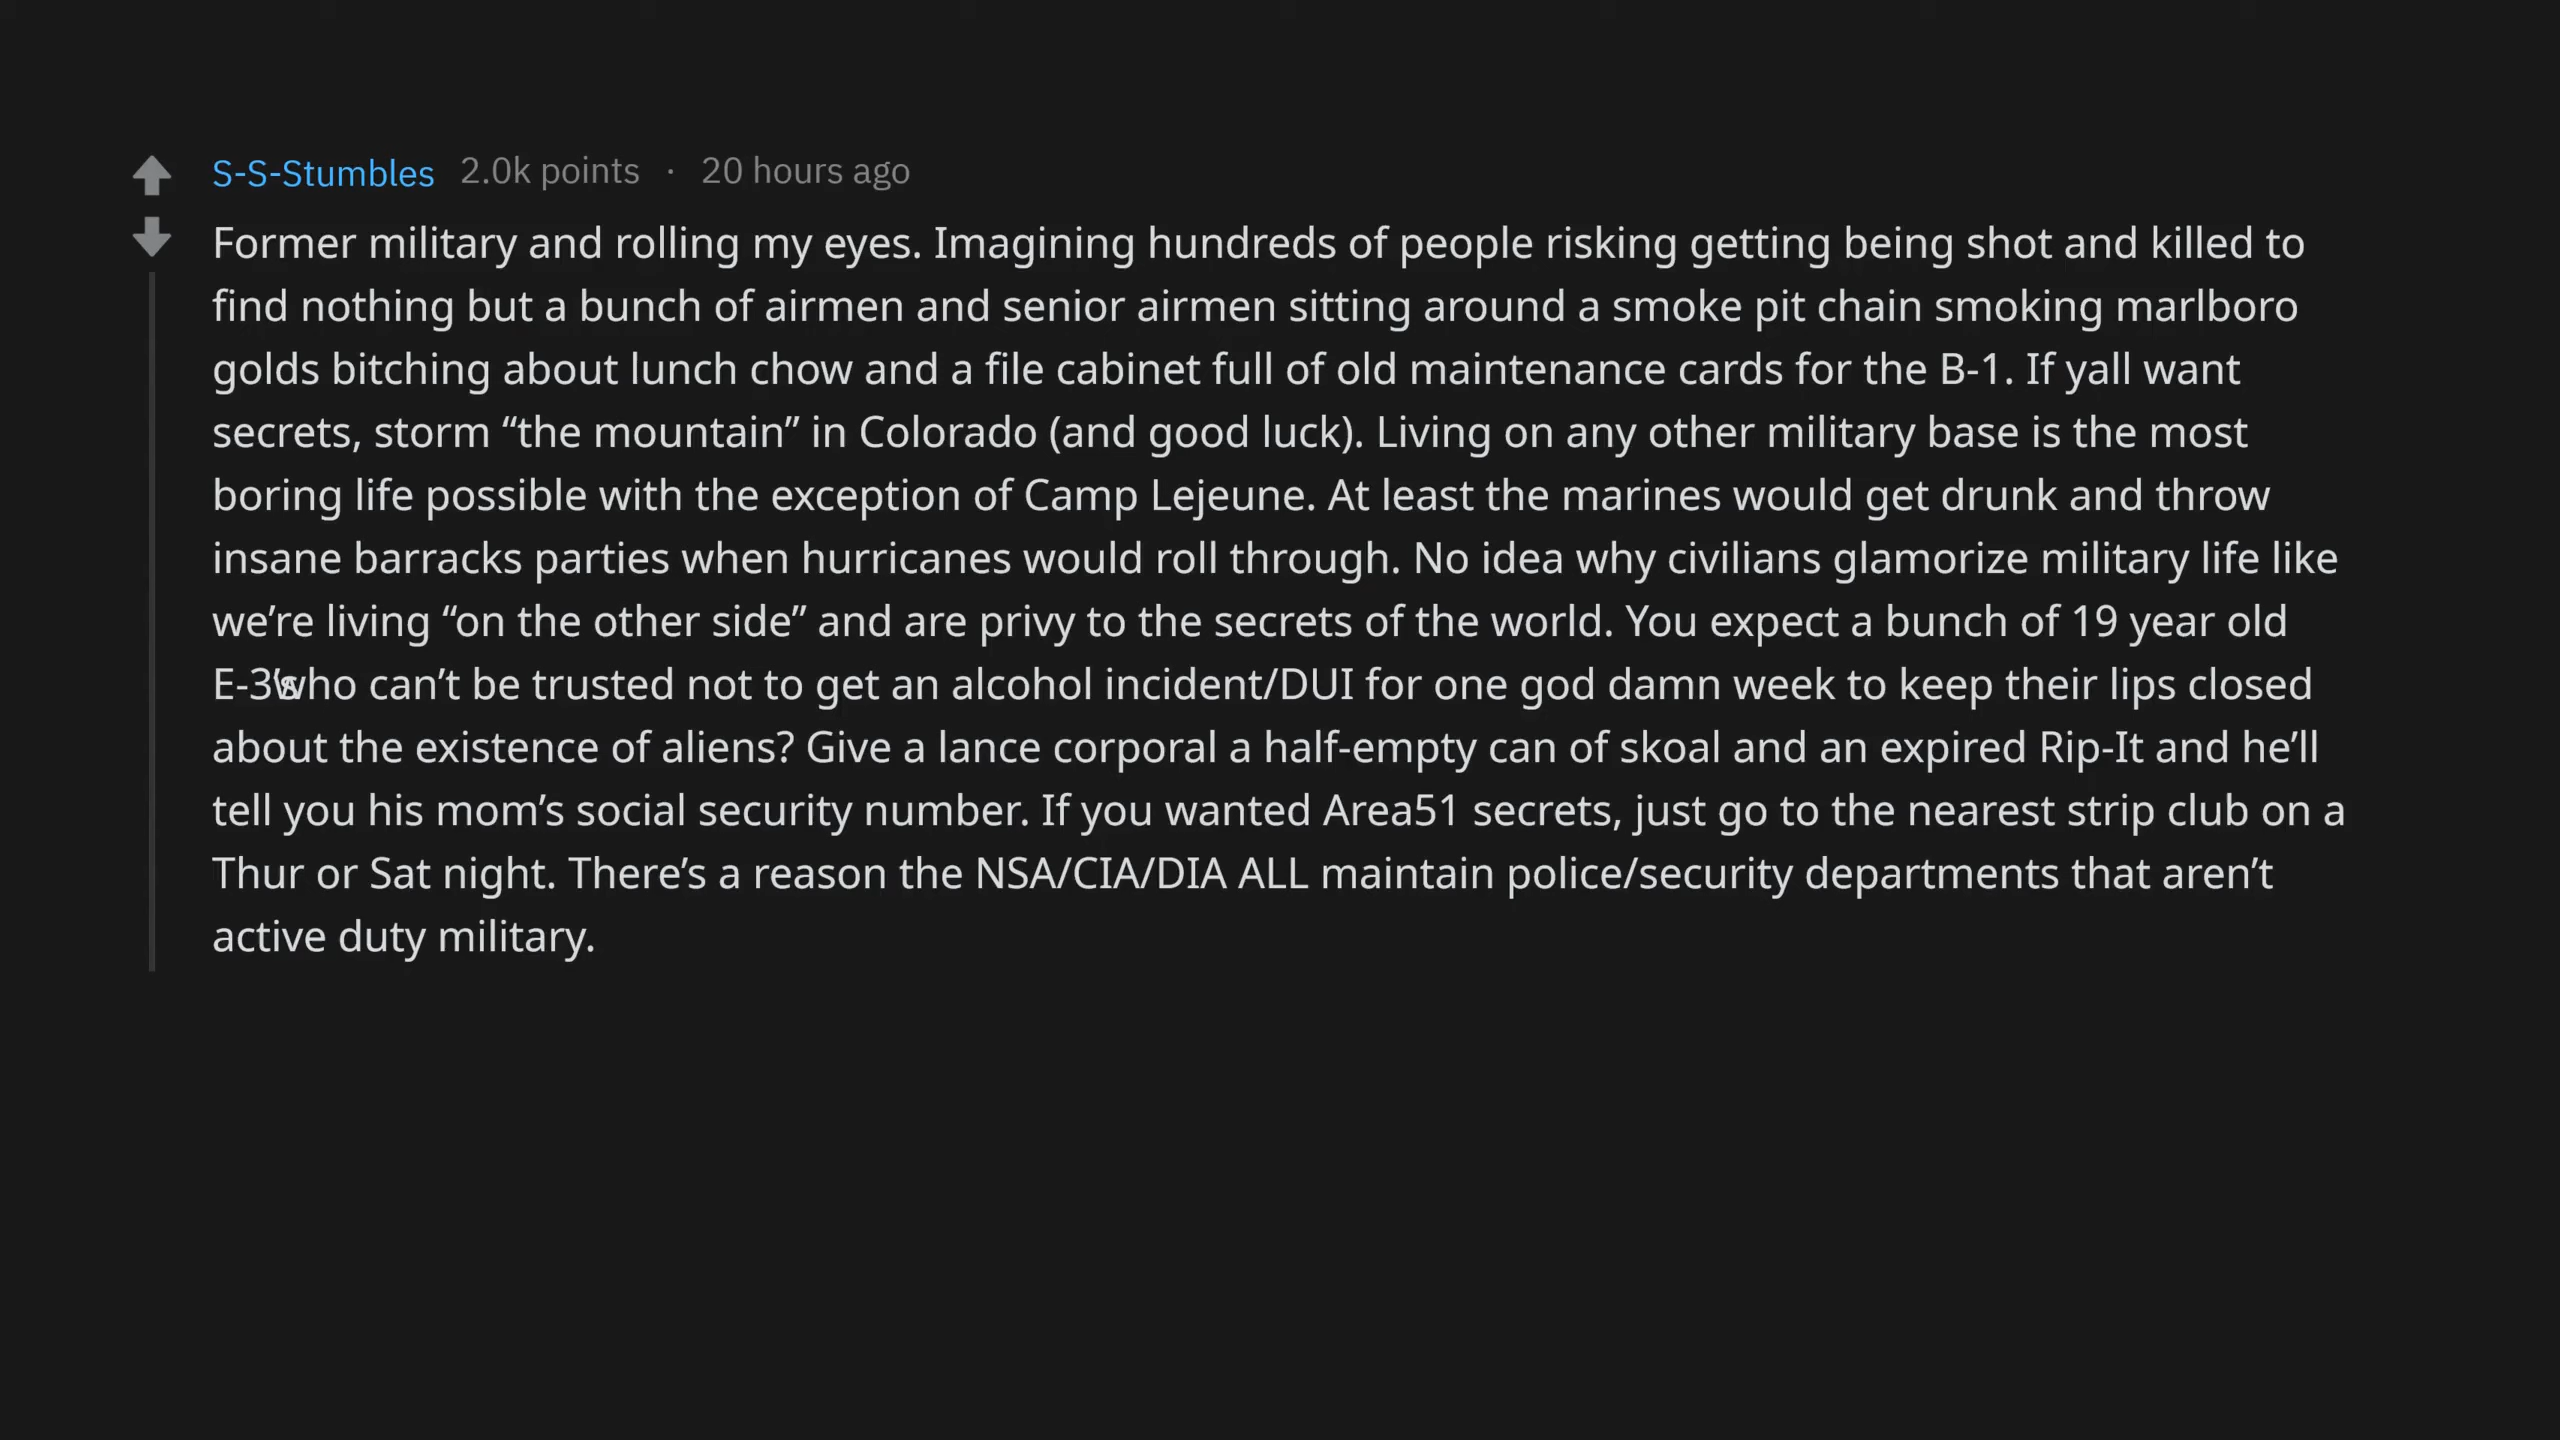 S-S-Stumbles 2.0k points · 20 hours ago
Former military and rolling my eyes. Imagining hundreds of people risking getting being shot and killed to
find nothing but a bunch of airmen and senior airmen sitting around a smoke pit chain smoking marlboro
golds bitching about lunch chow and a file cabinet full of old maintenance cards for the B-1. If yall want
secrets, storm “the mountain” in Colorado (and good luck). Living on any other military base is the most
boring life possible with the exception of Camp Lejeune. At least the marines would get drunk and throw
insane barracks parties when hurricanes would roll through. No idea why civilians glamorize military life like
we’re living “on the other side” and are privy to the secrets of the world. You expect a bunch of 19 year old
E-3’s who can’t be trusted not to get an alcohol incident/DUI for one god damn week to keep their lips closed
about the existence of aliens? Give a lance corporal a half-empty can of skoal and an expired Rip-It and he’ll
tell you his mom’s social security number. If you wanted Area51 secrets, just go to the nearest strip club on a
Thur or Sat night. There’s a reason the NSA/CIA/DIA ALL maintain police/security departments that aren’t
active duty military.